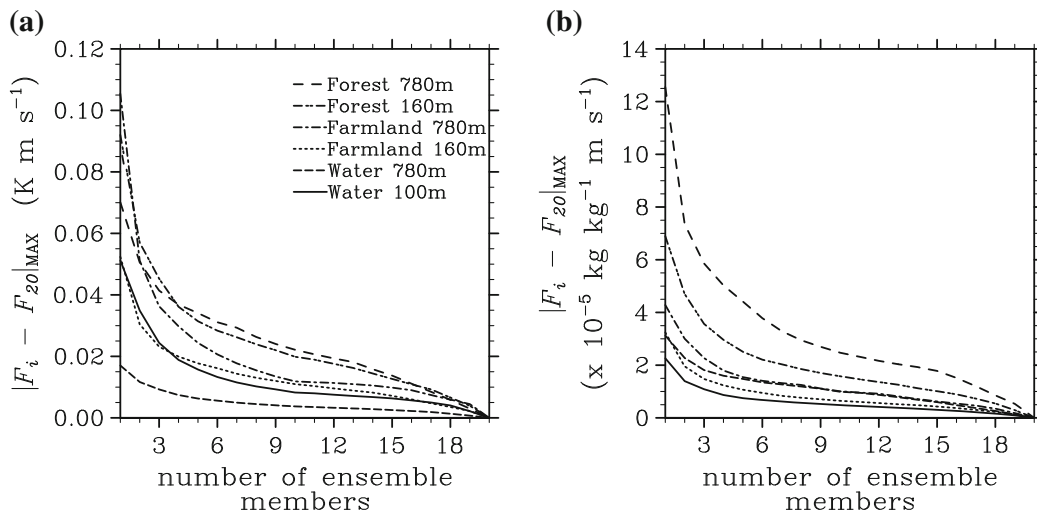 (a)
0.12
0.10
0.08
0.06
0.04
0.02
0.00
|Fᵢ − F₂₀|MAX (K m s⁻¹)
Forest 780m
Forest 160m
Farmland 780m
Farmland 160m
Water 780m
Water 100m
3 6 9 12 15 18
number of ensemble
members
(b)
14
12
10
8
6
4
2
0
|Fᵢ − F₂₀|MAX
(x 10⁻⁵ kg kg⁻¹ m s⁻¹)
3 6 9 12 15 18
number of ensemble
members